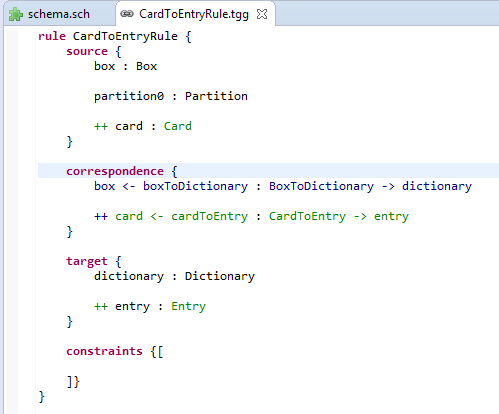 schema.sch CardToEntryRule.tgg
rule CardToEntryRule {
source {
box : Box
partition0 : Partition
++ card : Card
}
correspondence {
box <- boxToDictionary : BoxToDictionary -> dictionary
++ card <- cardToEntry : CardToEntry -> entry
}
target {
dictionary : Dictionary
++ entry : Entry
}
constraints {[
]}
}